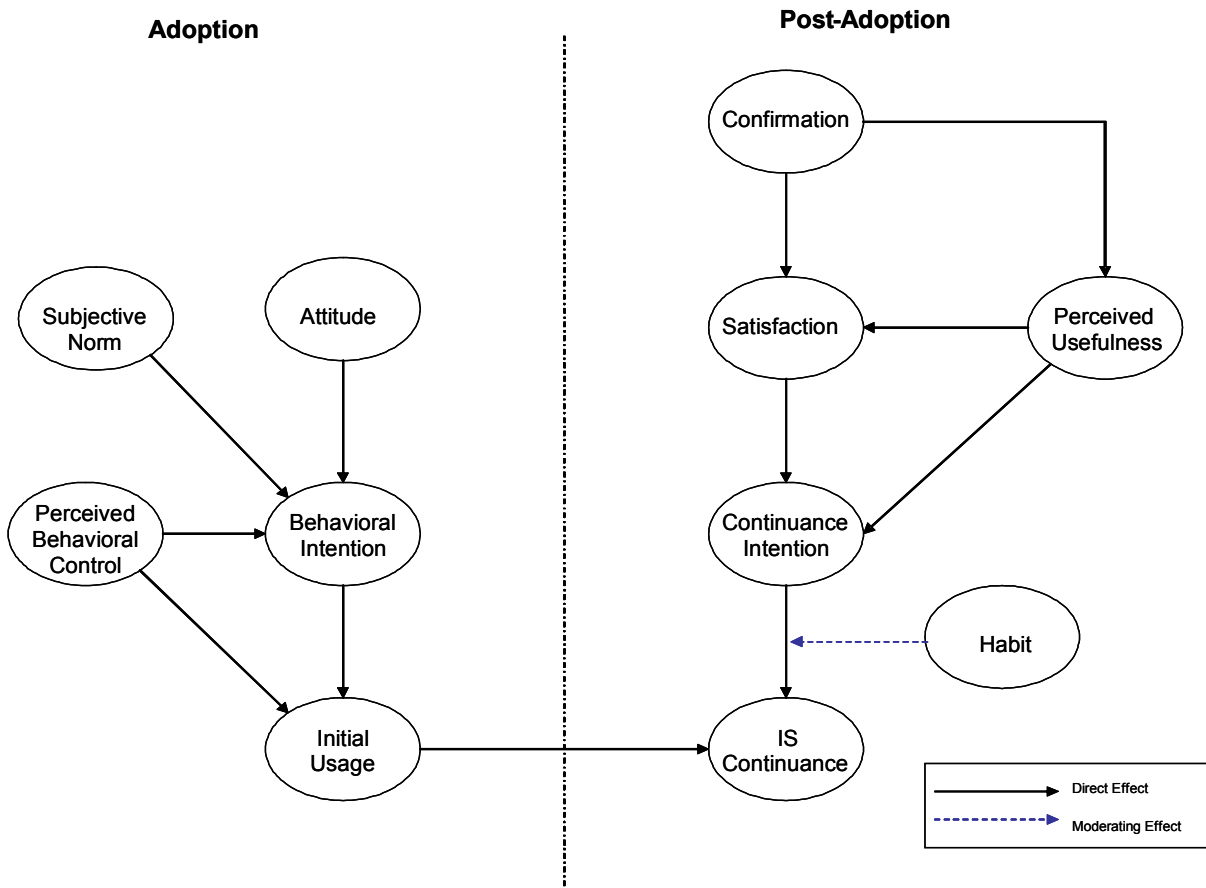 Adoption
Post-Adoption
Confirmation
Subjective
Norm
Attitude
Satisfaction
Perceived
Usefulness
Perceived
Behavioral
Control
Behavioral
Intention
Continuance
Intention
Habit
Initial
Usage
IS
Continuance
Direct Effect
Moderating Effect